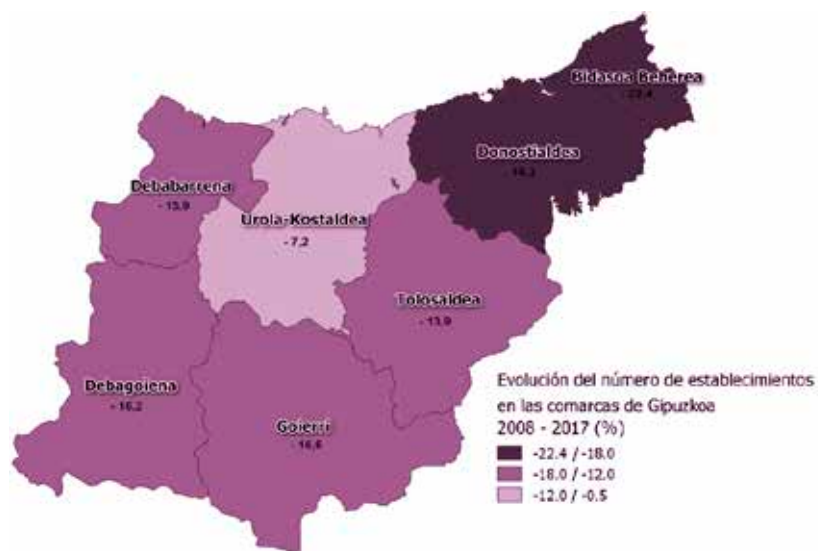 Bidasoa Beherea
- 22,4
Donostialdea
Debabarrena
- 13,9
Urola-Kostaldea
- 7,2
Tolosaldea
- 13,9
Debagoiena
- 16,2
Goierri
- 16,6
Evolución del número de establecimientos
en las comarcas de Gipuzkoa
2008 - 2017 (%)
-22.4 / -18.0
-18.0 / -12.0
-12.0 / -0.5